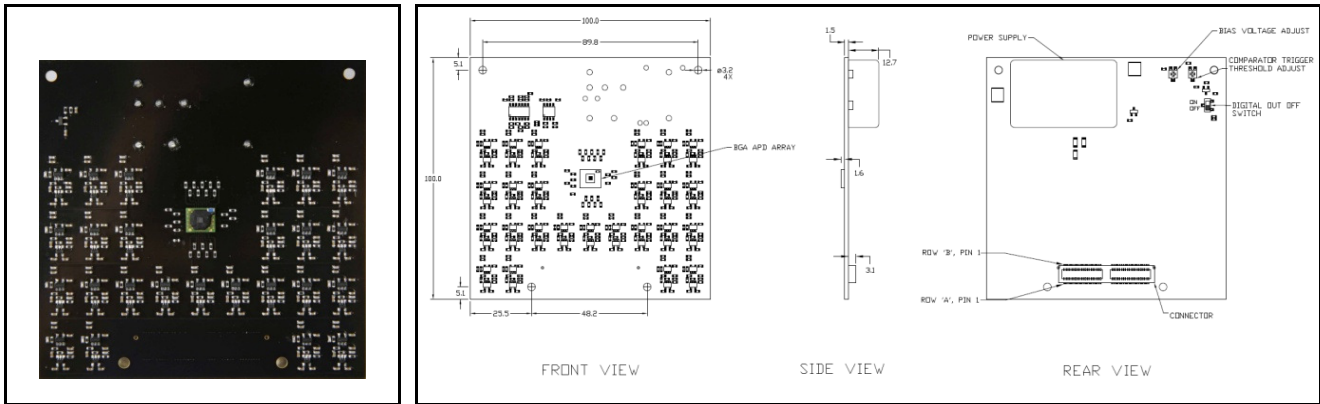 100.0
89.8
5.1
ø3.2
4X
BGA APD ARRAY
100.0
5.1
25.5
48.2
FRONT VIEW
1.5
12.7
1.6
3.1
SIDE VIEW
POWER SUPPLY
BIAS VOLTAGE ADJUST
COMPARATOR TRIGGER
THRESHOLD ADJUST
ON
OFF
DIGITAL OUT OFF
SWITCH
ROW 'B', PIN 1
ROW 'A', PIN 1
CONNECTOR
REAR VIEW